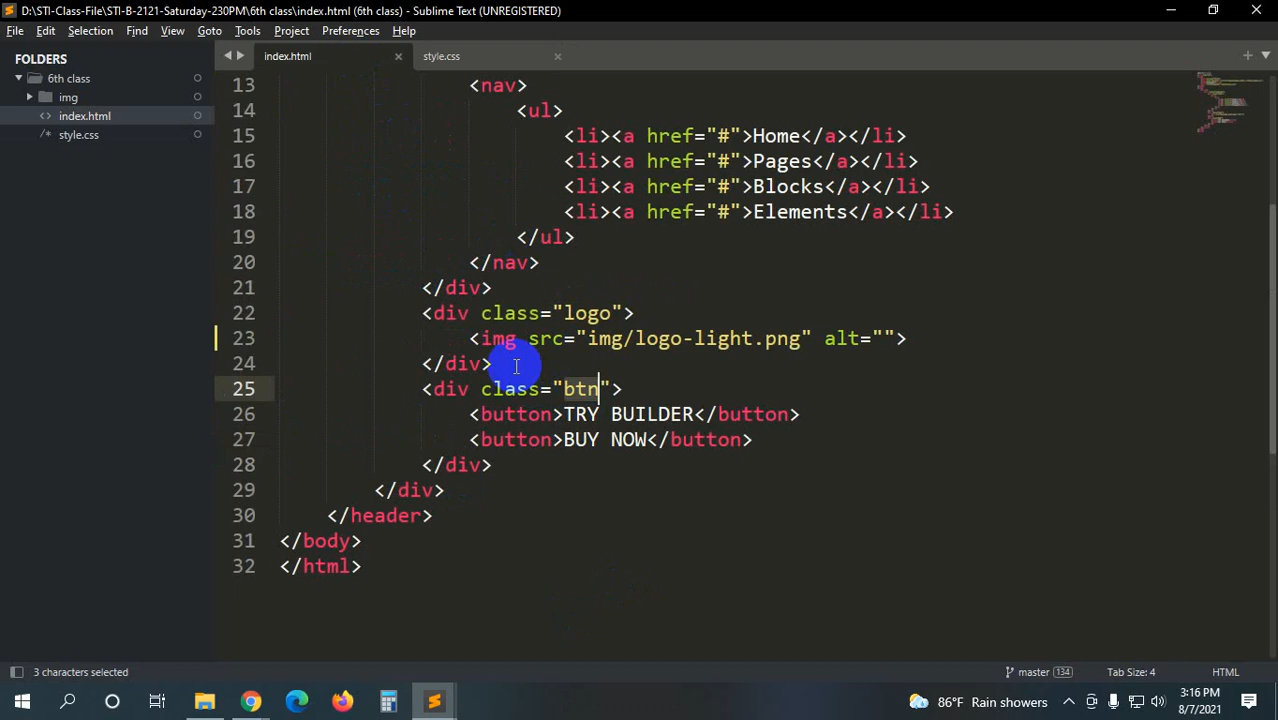 D:\STI-Class-File\STI-B-2121-Saturday-230PM\6th class\index.html (6th class) - Sublime Text (UNREGISTERED)
File Edit Selection Find View Goto Tools Project Preferences Help
FOLDERS
6th class
img
<> index.html
/* style.css
index.html
style.css
13 <nav>
14 <ul>
15 <li><a href="#">Home</a></li>
16 <li><a href="#">Pages</a></li>
17 <li><a href="#">Blocks</a></li>
18 <li><a href="#">Elements</a></li>
19 </ul>
20 </nav>
21 </div>
22 <div class="logo">
23 <img src="img/logo-light.png" alt="">
24 </div>
25 <div class="btn">
26 <button>TRY BUILDER</button>
27 <button>BUY NOW</button>
28 </div>
29 </div>
30 </header>
31 </body>
32 </html>
3 characters selected
master 134
Tab Size: 4
HTML
86°F Rain showers
3:16 PM
8/7/2021